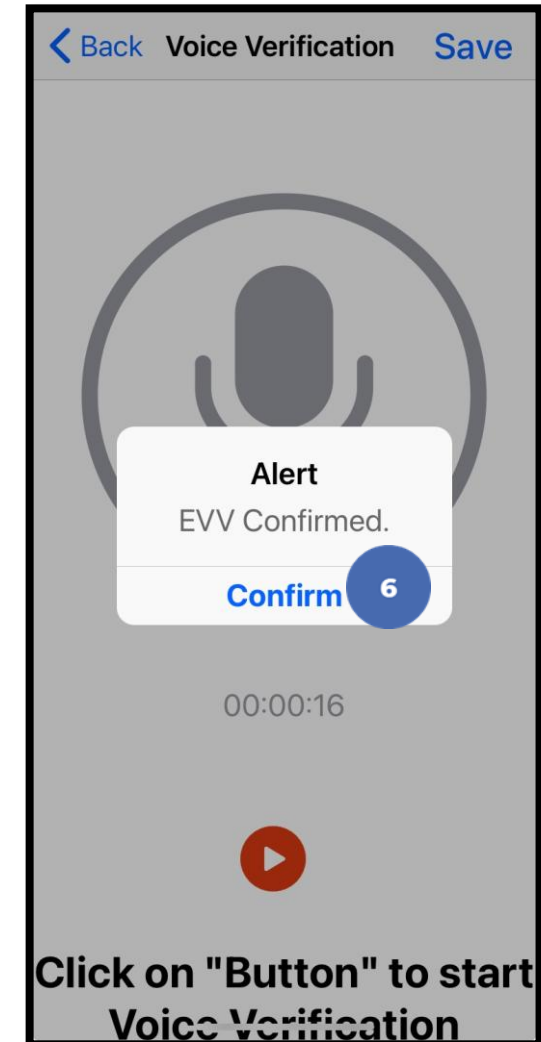 Back Voice Verification Save
Alert
EVV Confirmed.
Confirm 6
00:00:16
Click on "Button" to start
Voice Verification